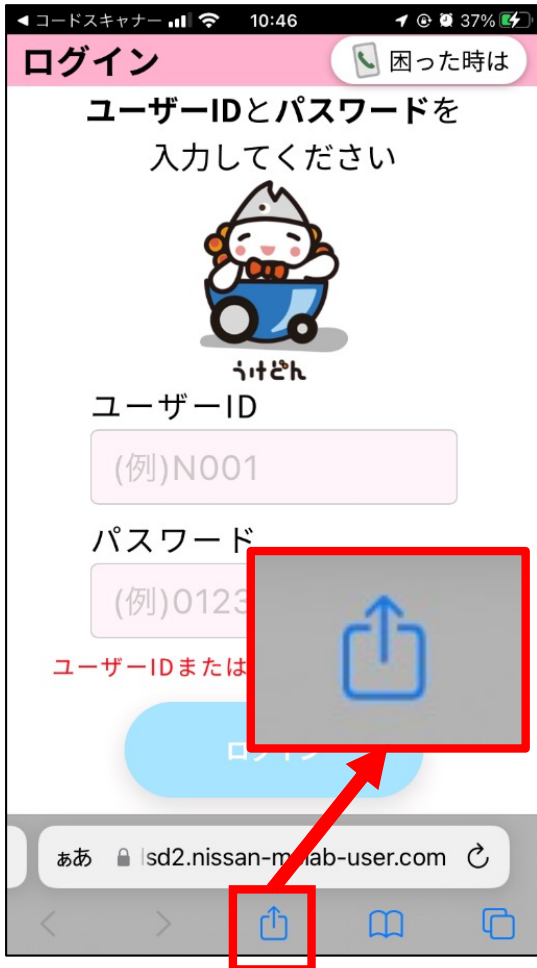 ◀ コードスキャナー 10:46 37%
ログイン 困った時は
ユーザーIDとパスワードを
入力してください
うけどん
ユーザーID
(例)N001
パスワード
(例)0123
ユーザーIDまたは
ログイン
ぁあ sd2.nissan-m ab-user.com